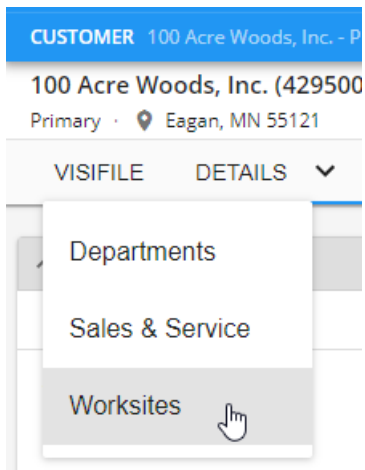 CUSTOMER 100 Acre Woods, Inc. - P
100 Acre Woods, Inc. (429500
Primary · Eagan, MN 55121
VISIFILE DETAILS
Departments
Sales & Service
Worksites